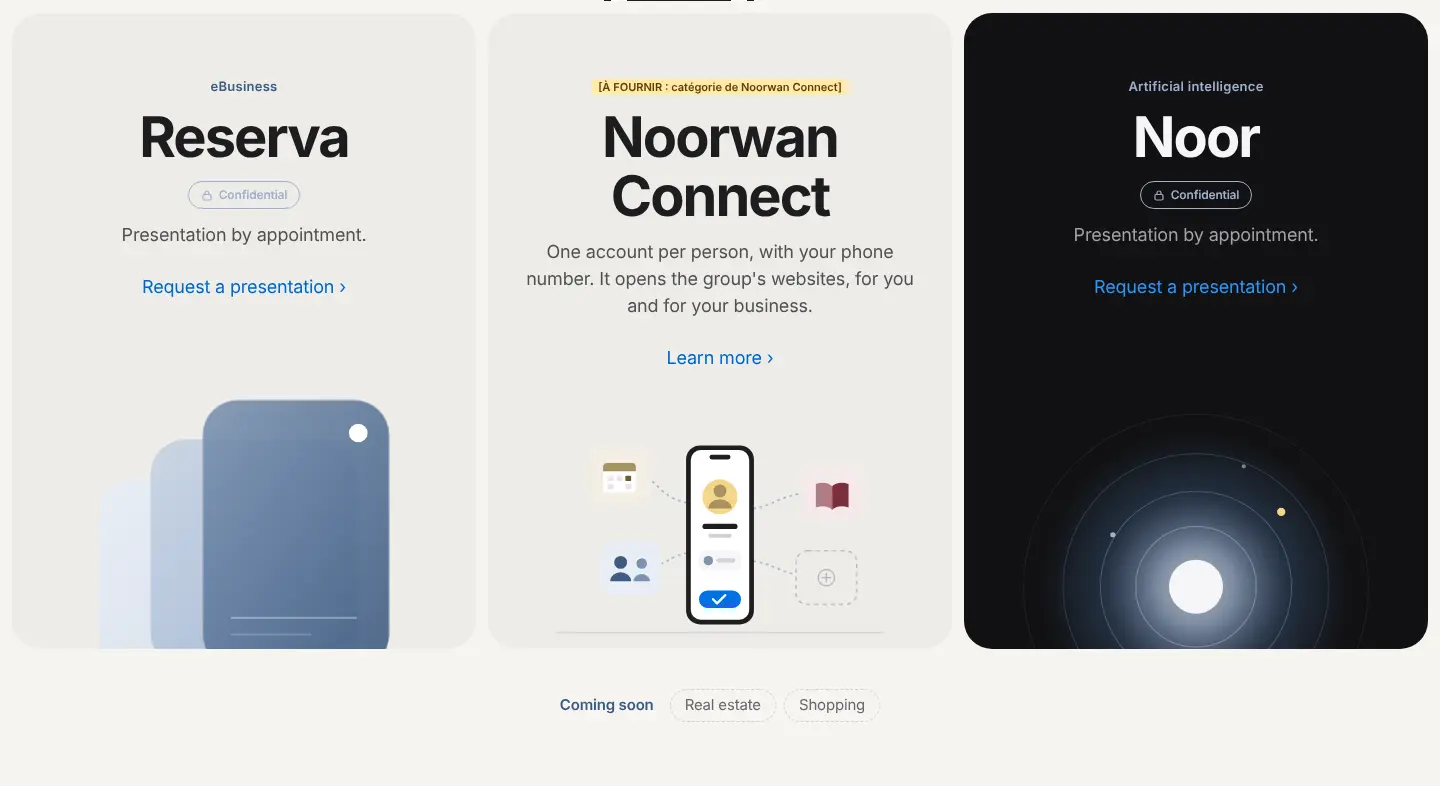 eBusiness
Reserva
Confidential
Presentation by appointment.
Request a presentation ›
[À FOURNIR : catégorie de Noorwan Connect]
Noorwan
Connect
One account per person, with your phone
number. It opens the group's websites, for you
and for your business.
Learn more ›
Artificial intelligence
Noor
Confidential
Presentation by appointment.
Request a presentation ›
Coming soon
Real estate
Shopping